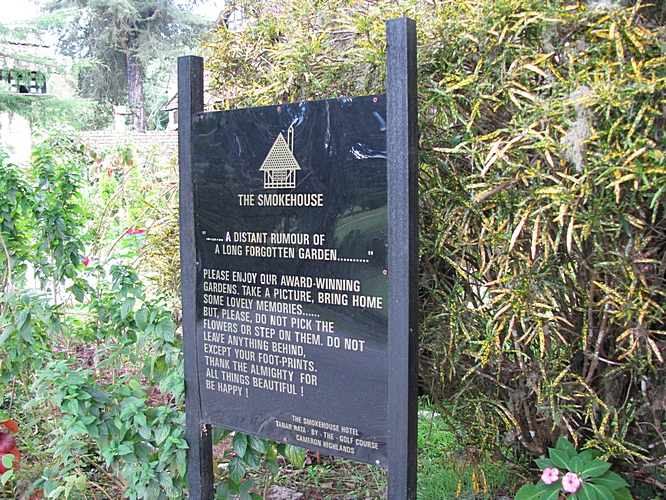 THE SMOKEHOUSE
"....... A DISTANT RUMOUR OF
A LONG FORGOTTEN GARDEN.........."
PLEASE ENJOY OUR AWARD-WINNING
GARDENS. TAKE A PICTURE, BRING HOME
SOME LOVELY MEMORIES......
BUT, PLEASE, DO NOT PICK THE
FLOWERS OR STEP ON THEM. DO NOT
LEAVE ANYTHING BEHIND,
EXCEPT YOUR FOOT-PRINTS.
THANK THE ALMIGHTY FOR
ALL THINGS BEAUTIFUL !
BE HAPPY !
THE SMOKEHOUSE HOTEL
TANAH RATA - BY - THE - GOLF COURSE
CAMERON HIGHLANDS